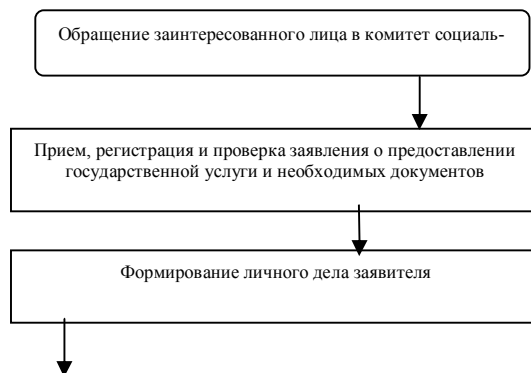 Обращение заинтересованного лица в комитет социаль-
Прием, регистрация и проверка заявления о предоставлении
государственной услуги и необходимых документов
Формирование личного дела заявителя